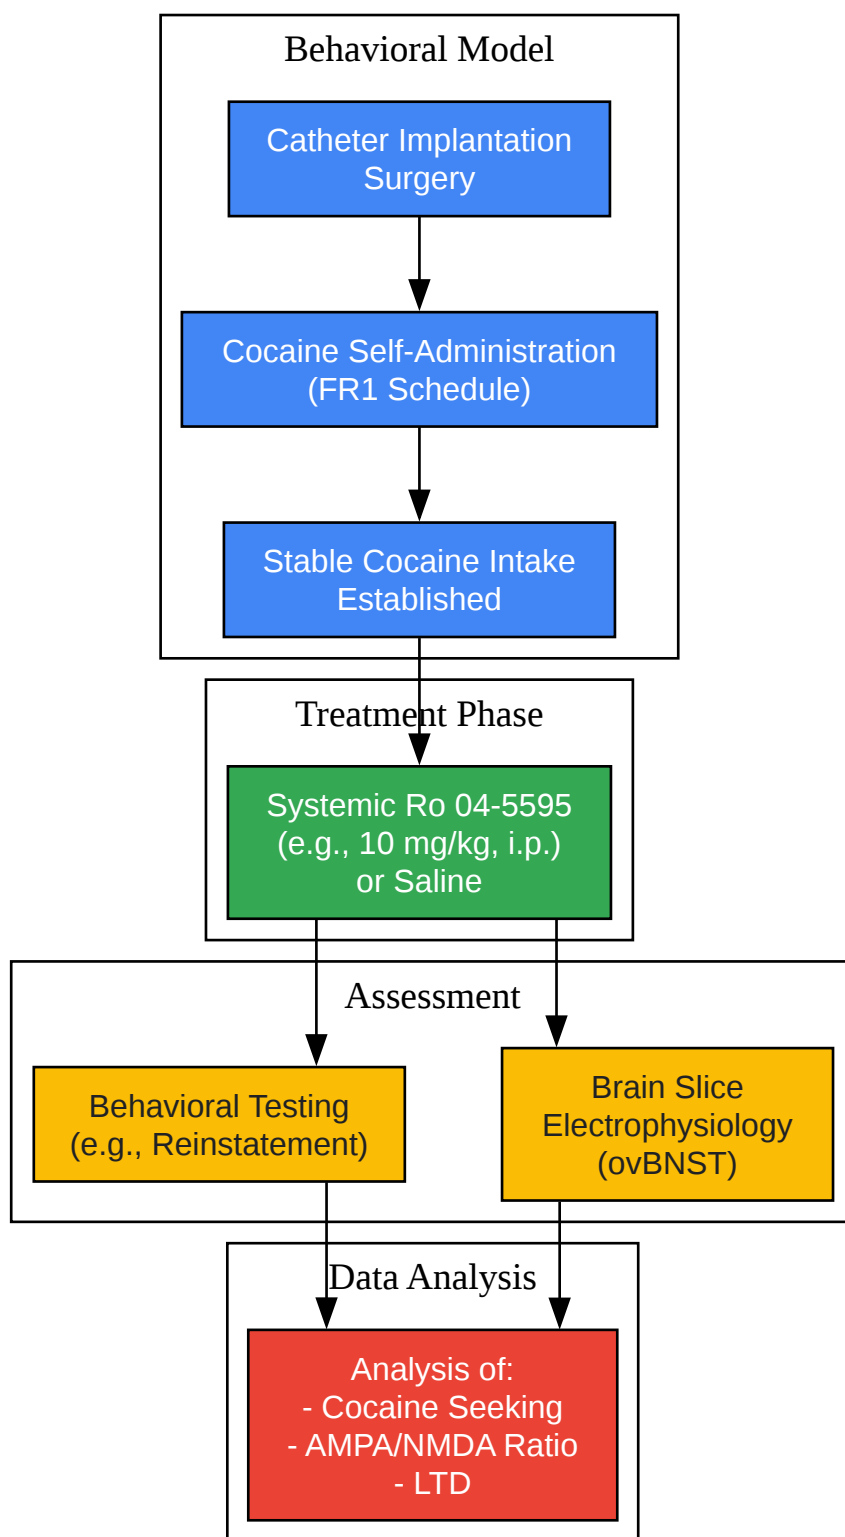 Behavioral Model
Catheter Implantation
Surgery
Cocaine Self-Administration
(FR1 Schedule)
Stable Cocaine Intake
Established
Treatment Phase
Systemic Ro 04-5595
(e.g., 10 mg/kg, i.p.)
or Saline
Assessment
Behavioral Testing
(e.g., Reinstatement)
Brain Slice
Electrophysiology
(ovBNST)
Data Analysis
Analysis of:
- Cocaine Seeking
- AMPA/NMDA Ratio
- LTD